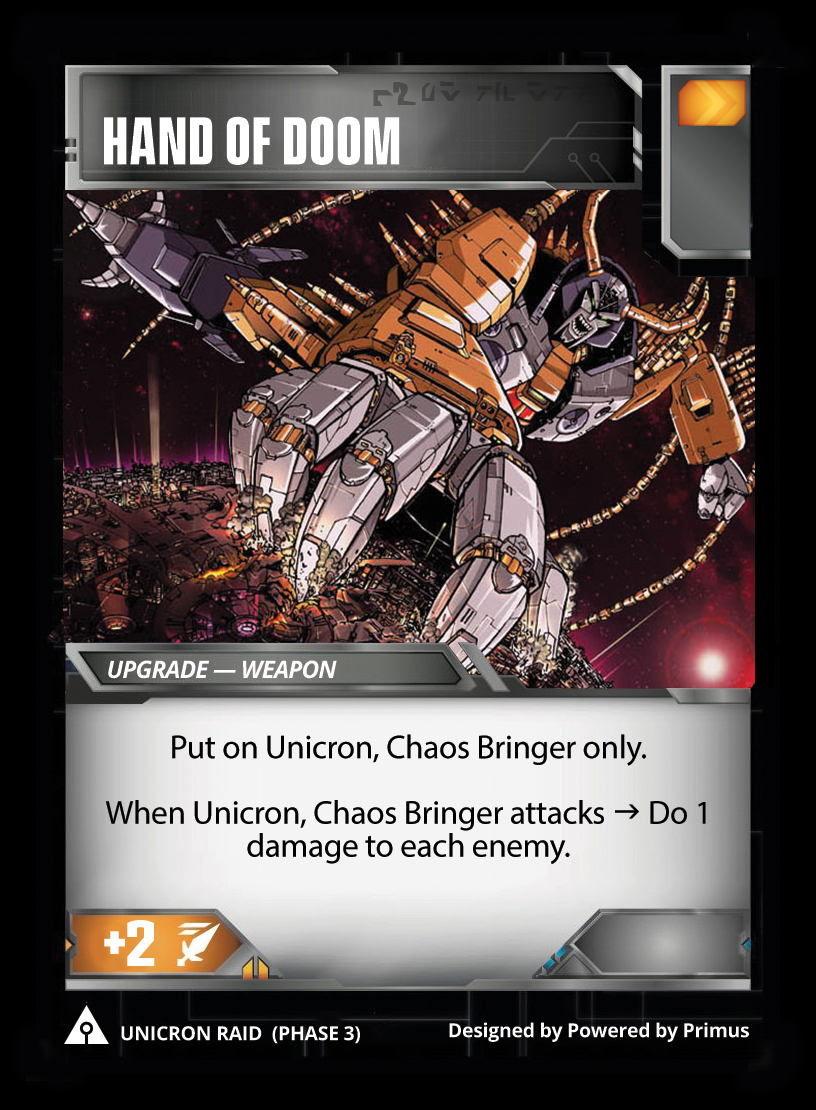 HAND OF DOOM
UPGRADE — WEAPON
Put on Unicron, Chaos Bringer only.
When Unicron, Chaos Bringer attacks → Do 1
damage to each enemy.
+2
UNICRON RAID (PHASE 3)
Designed by Powered by Primus